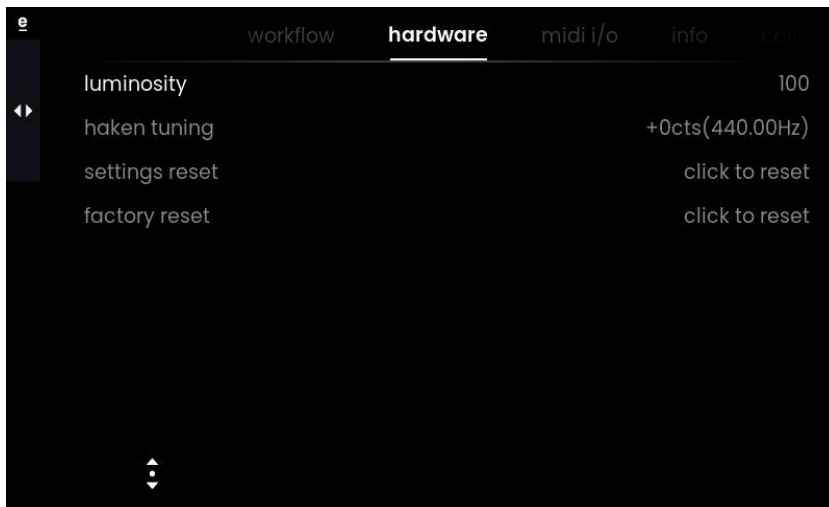 e
workflow hardware midi i/o info
luminosity 100
haken tuning +0cts(440.00Hz)
settings reset click to reset
factory reset click to reset